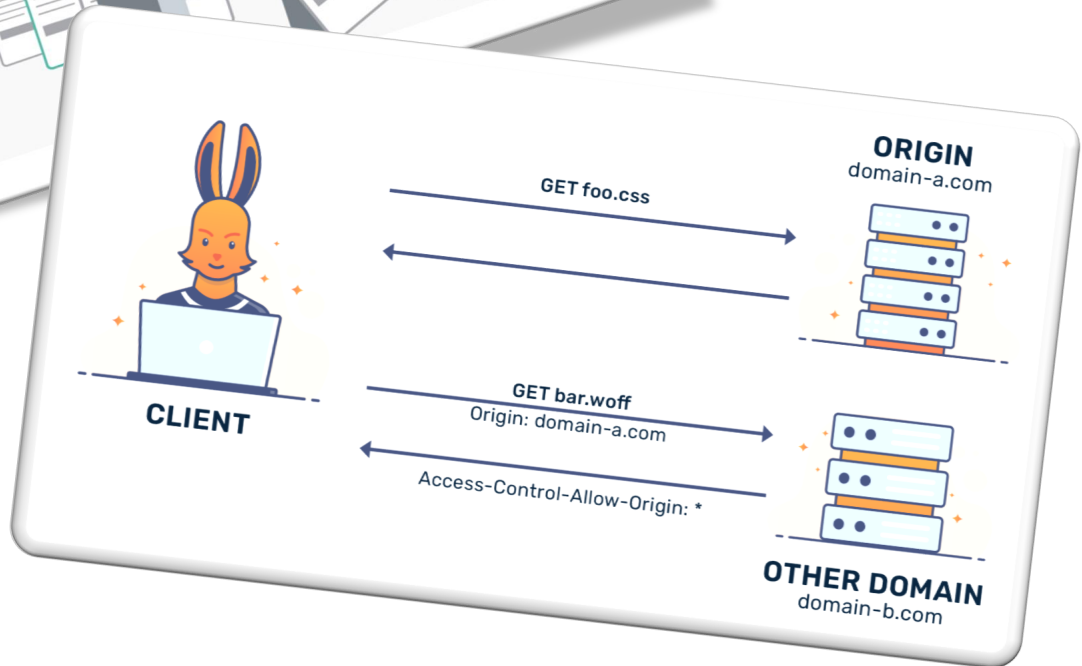 ORIGIN
domain-a.com
GET foo.css
GET bar.woff
Origin: domain-a.com
CLIENT
Access-Control-Allow-Origin: *
OTHER DOMAIN
domain-b.com